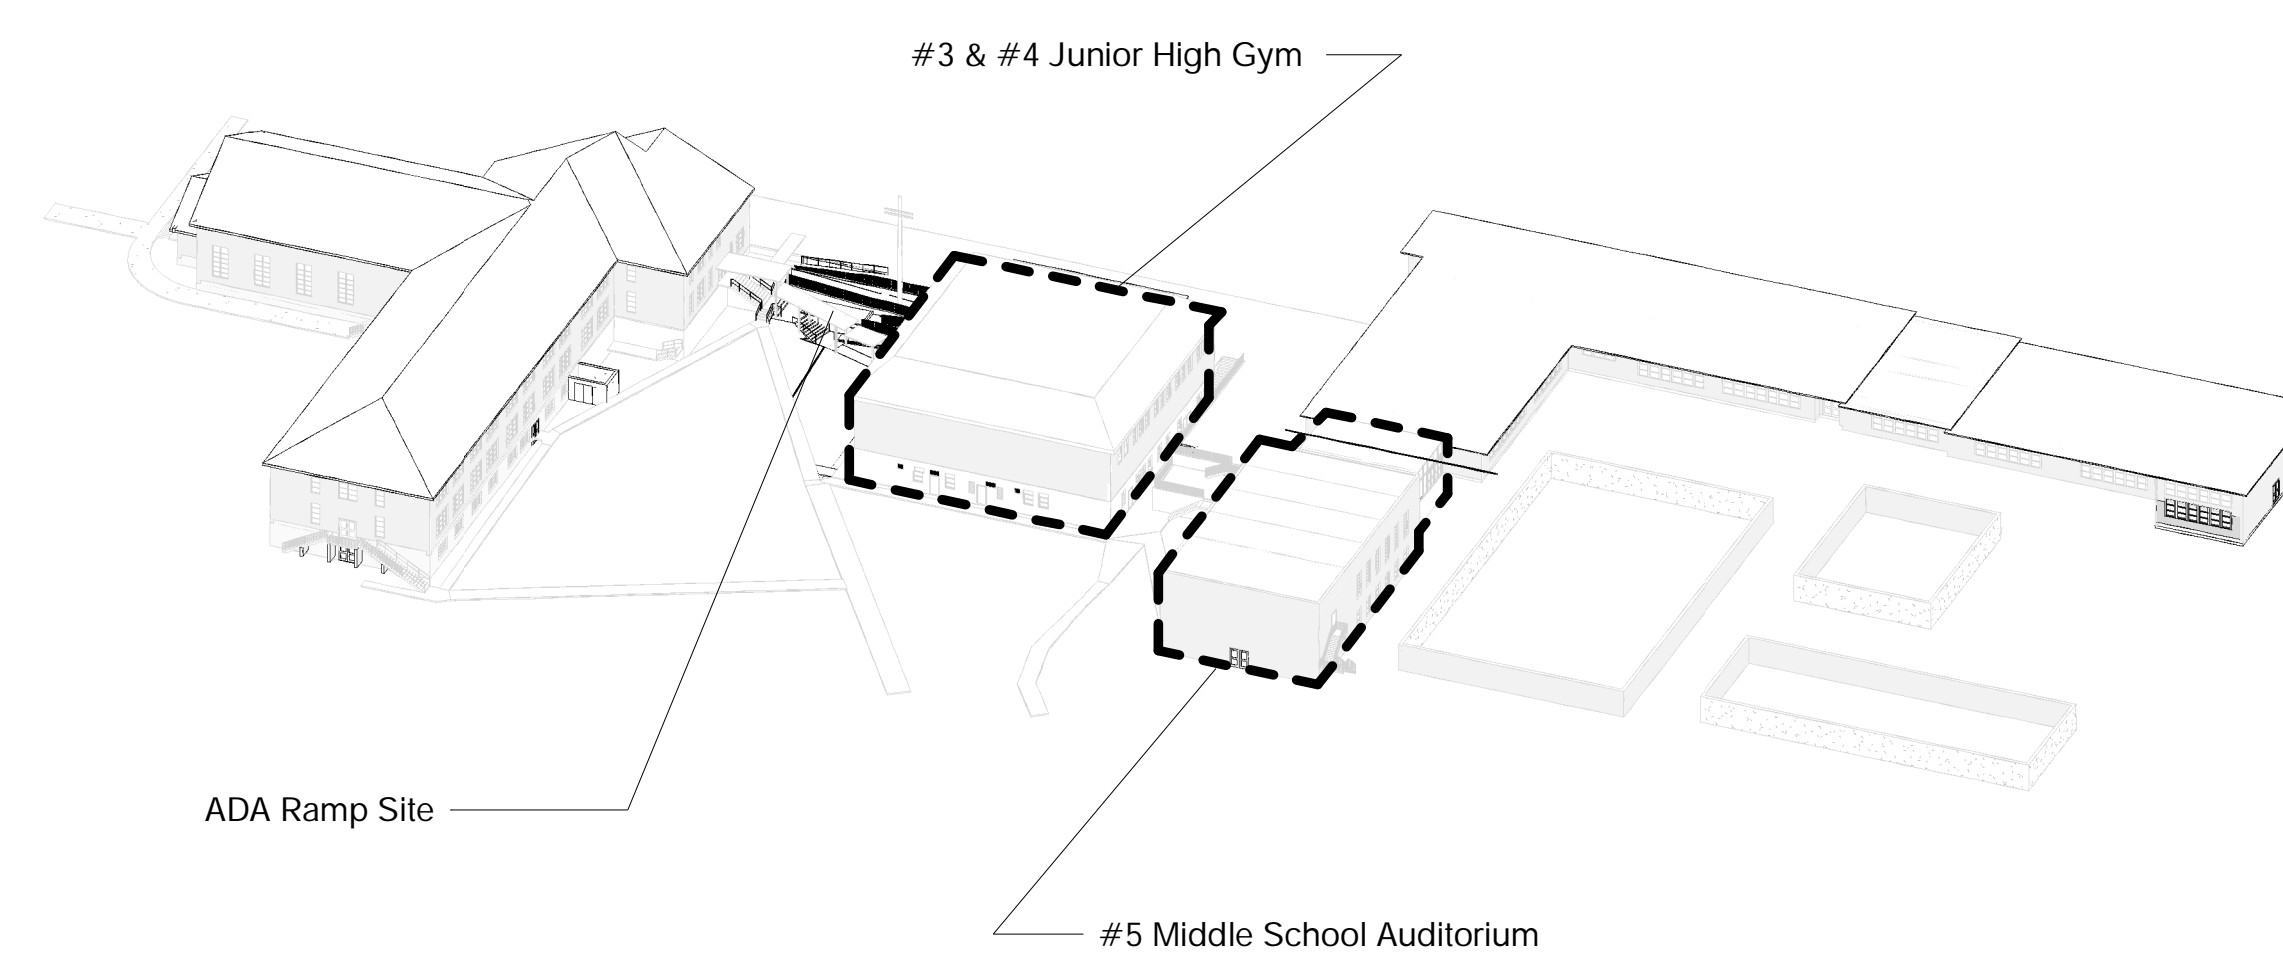 #3 & #4 Junior High Gym
ADA Ramp Site
#5 Middle School Auditorium